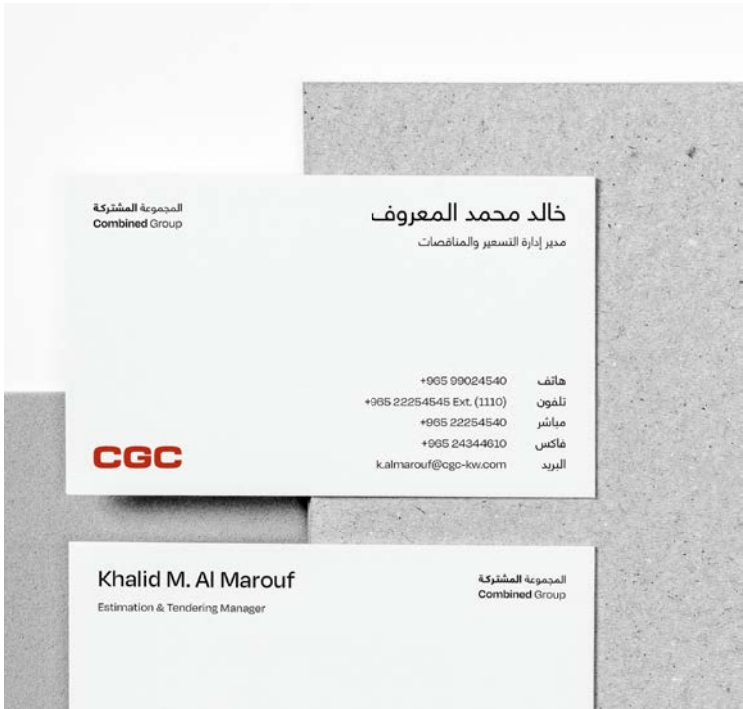 المجموعة المشتركة
Combined Group
خالد محمد المعروف
مدير إدارة التسعير والمناقصات
هاتف +965 99024540
تلفون +965 22254545 Ext. (1110)
مباشر +965 22254540
فاكس +965 24344610
البريد k.almarouf@cgc-kw.com
CGC
Khalid M. Al Marouf
Estimation & Tendering Manager
المجموعة المشتركة
Combined Group